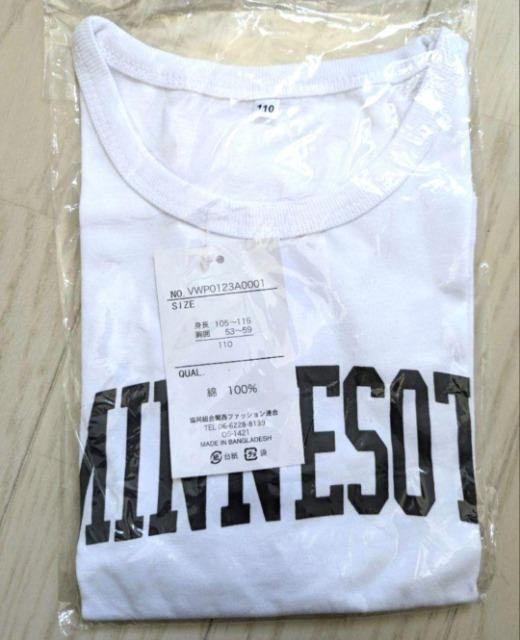 110
NO. VWP0123A0001
SIZE
身長 105〜115
胸囲 53〜59
110
QUAL.
綿 100%
協同組合関西ファッション連合
TEL 06-6228-8139
OS-1421
MADE IN BANGLADESH
台紙 袋
MINNESOT